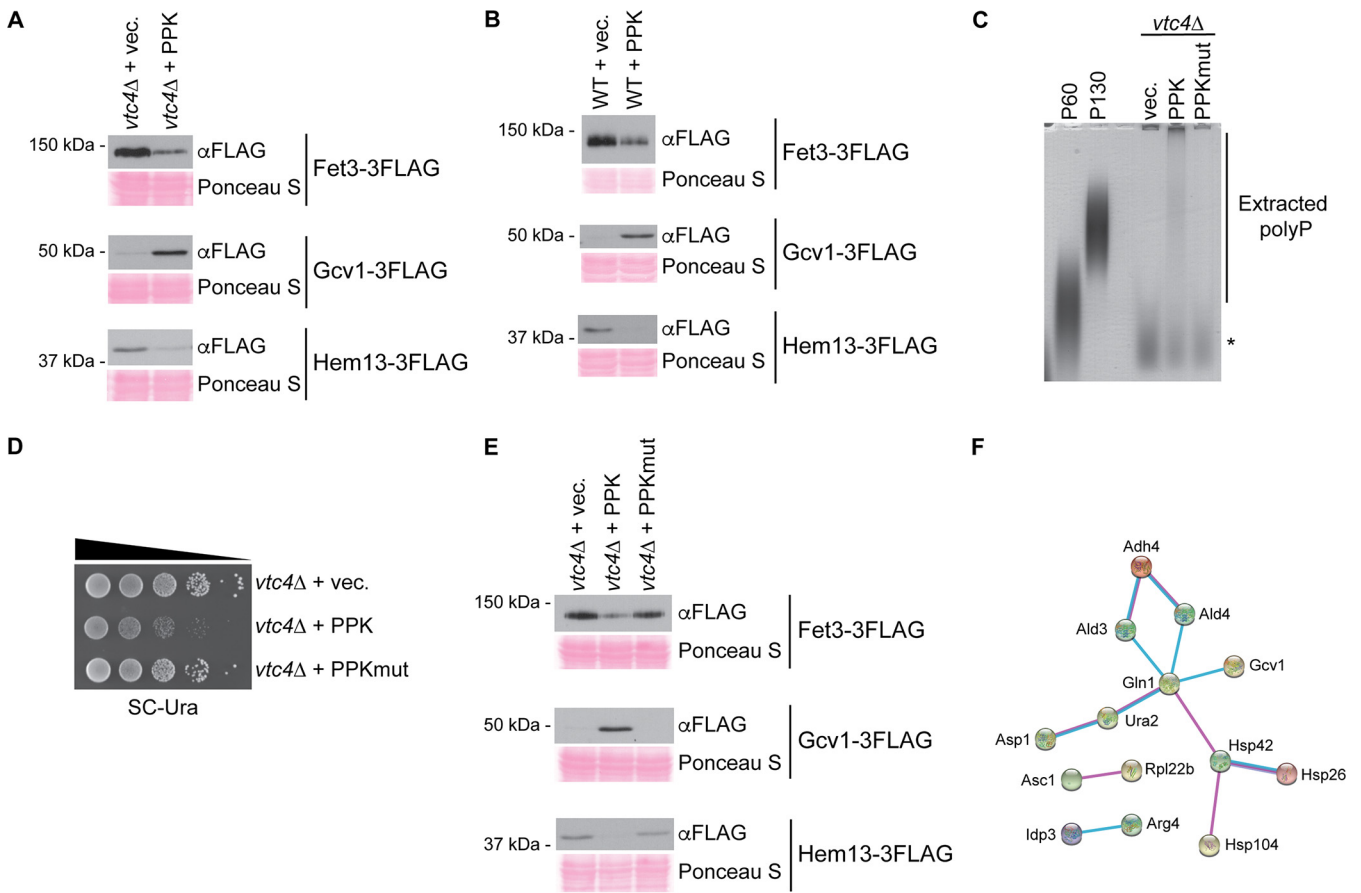 A
vtc4Δ + vec.
vtc4Δ + PPK
150 kDa -
αFLAG
Ponceau S
Fet3-3FLAG
50 kDa -
αFLAG
Ponceau S
Gcv1-3FLAG
37 kDa -
αFLAG
Ponceau S
Hem13-3FLAG
B
WT + vec.
WT + PPK
150 kDa -
αFLAG
Ponceau S
Fet3-3FLAG
50 kDa -
αFLAG
Ponceau S
Gcv1-3FLAG
37 kDa -
αFLAG
Ponceau S
Hem13-3FLAG
C
vtc4Δ
P60
P130
vec.
PPK
PPKmut
Extracted
polyP
*
D
vtc4Δ + vec.
vtc4Δ + PPK
vtc4Δ + PPKmut
SC-Ura
E
vtc4Δ + vec.
vtc4Δ + PPK
vtc4Δ + PPKmut
150 kDa -
αFLAG
Ponceau S
Fet3-3FLAG
50 kDa -
αFLAG
Ponceau S
Gcv1-3FLAG
37 kDa -
αFLAG
Ponceau S
Hem13-3FLAG
F
Adh4
Ald3
Ald4
Gcv1
Gln1
Ura2
Asp1
Hsp42
Hsp26
Asc1
Rpl22b
Idp3
Arg4
Hsp104